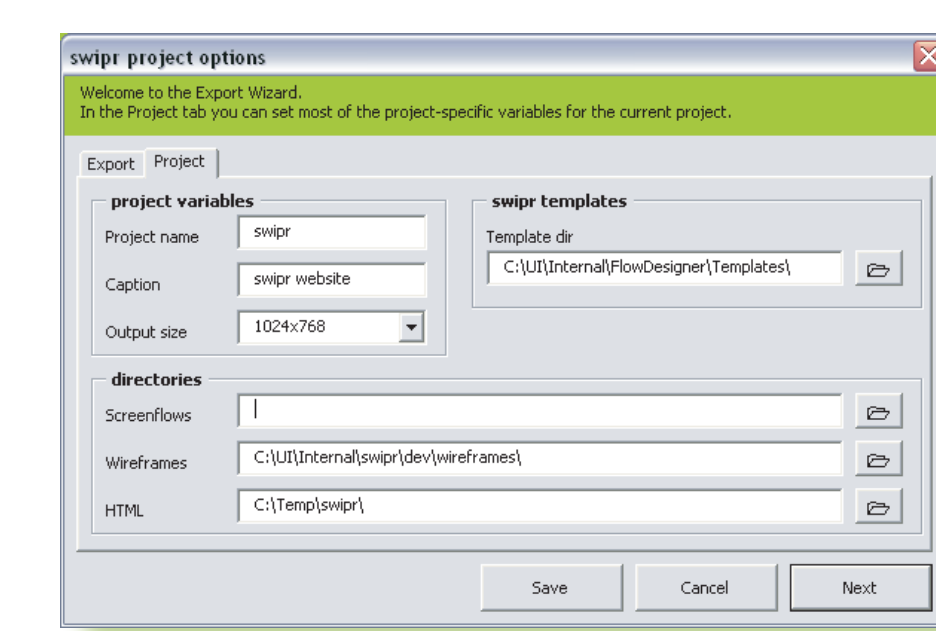 swipr project options
Welcome to the Export Wizard.
In the Project tab you can set most of the project-specific variables for the current project.
Export Project
project variables
Project name swipr
Caption swipr website
Output size 1024x768
swipr templates
Template dir
C:\UI\Internal\FlowDesigner\Templates\
directories
Screenflows
Wireframes C:\UI\Internal\swipr\dev\wireframes\
HTML C:\Temp\swipr\
Save Cancel Next